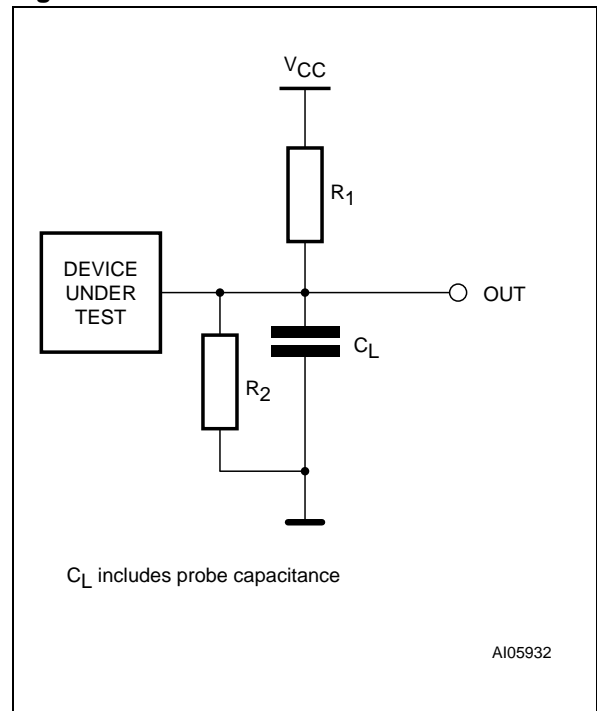 VCC
R1
DEVICE
UNDER
TEST
OUT
CL
R2
CL includes probe capacitance
AI05932